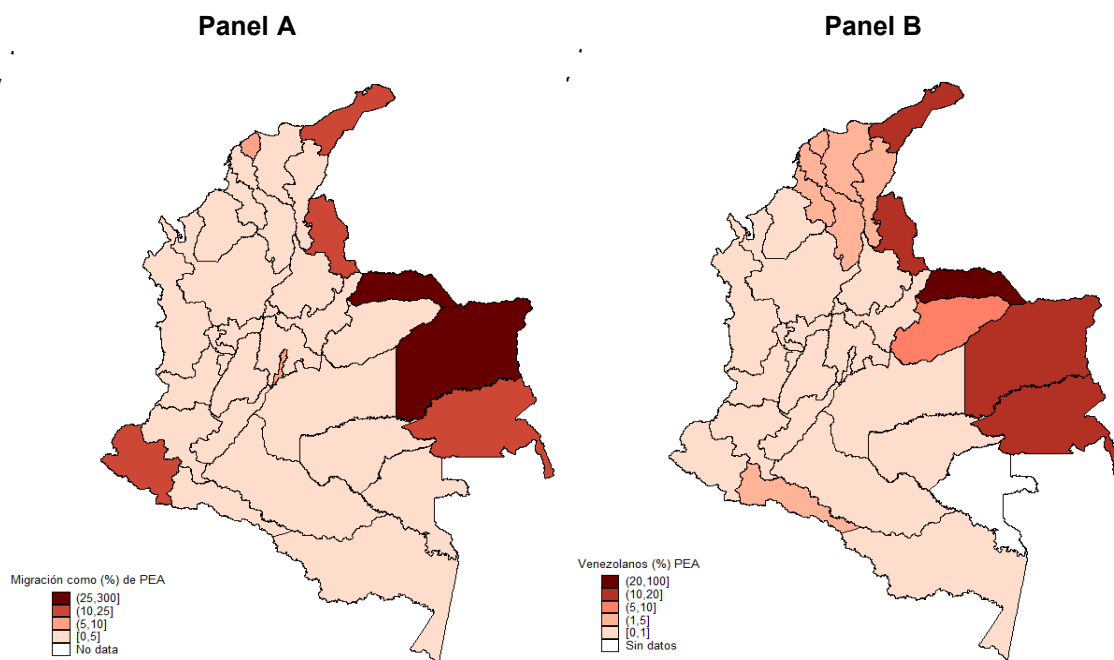 Panel A
Panel B
Migración como (%) de PEA
(25,300]
(10,25]
(5,10]
[0,5]
No data
Venezolanos (%) PEA
(20,100]
(10,20]
(5,10]
(1,5]
[0,1]
Sin datos